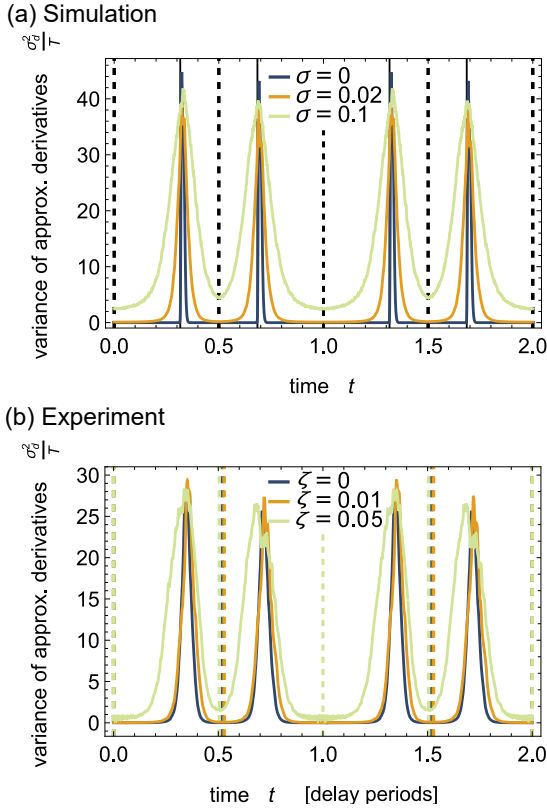 (a) Simulation
σ_d^2/T
variance of approx. derivatives
σ = 0
σ = 0.02
σ = 0.1
40
30
20
10
0
0.0 0.5 1.0 1.5 2.0
time t
(b) Experiment
σ_d^2/T
variance of approx. derivatives
ζ = 0
ζ = 0.01
ζ = 0.05
30
25
20
15
10
5
0
0.0 0.5 1.0 1.5 2.0
time t [delay periods]